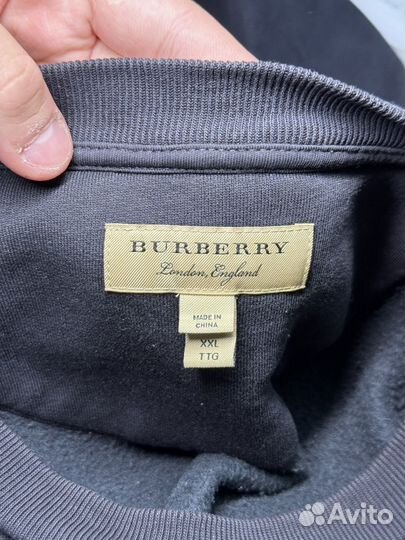 BURBERRY
London, England
MADE IN
CHINA
XXL
TTG
Avito